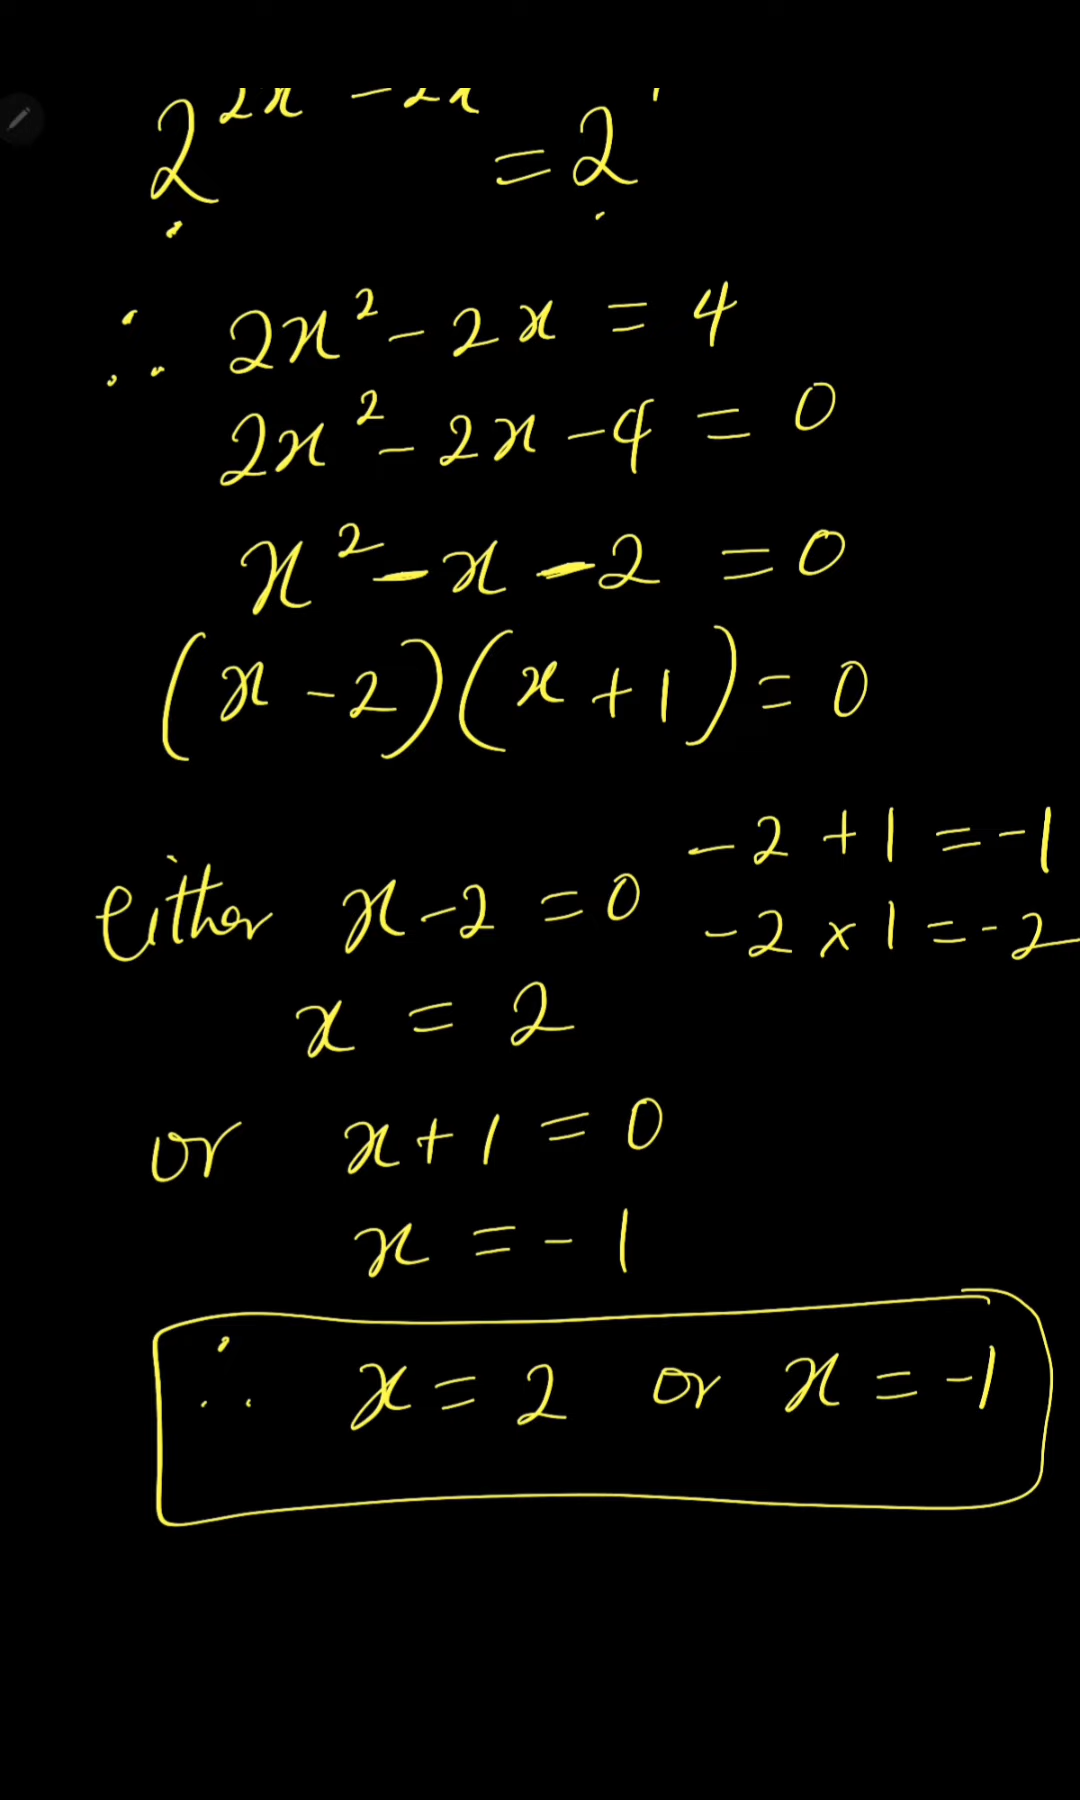 2^{2x - 2x} = 2
∴ 2x² - 2x = 4
2x² - 2x - 4 = 0
x² - x - 2 = 0
(x - 2)(x + 1) = 0
-2 + 1 = -1
either x - 2 = 0
-2 × 1 = -2
x = 2
or x + 1 = 0
x = -1
∴ x = 2 or x = -1